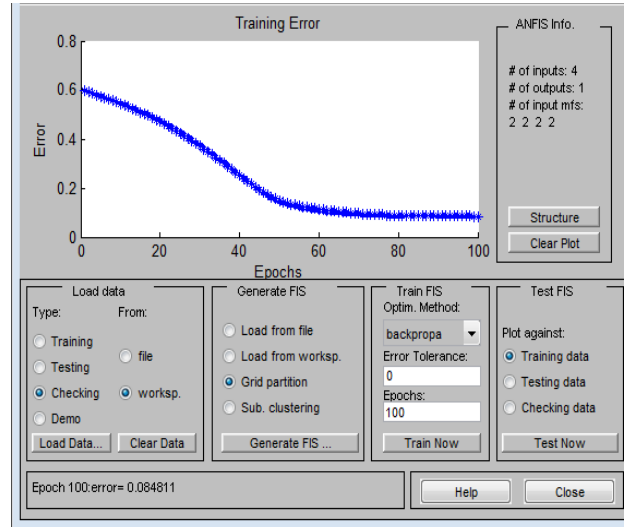 Training Error
0.8
0.6
0.4
0.2
0
Error
0 20 40 60 80 100
Epochs
ANFIS Info.
# of inputs: 4
# of outputs: 1
# of input mfs:
2 2 2 2
Structure
Clear Plot
Load data
Type: From:
Training
Testing
Checking
Demo
file
worksp.
Load Data... Clear Data
Generate FIS
Load from file
Load from worksp.
Grid partition
Sub. clustering
Generate FIS ...
Train FIS
Optim. Method:
backpropa
Error Tolerance:
0
Epochs:
100
Train Now
Test FIS
Plot against:
Training data
Testing data
Checking data
Test Now
Epoch 100:error= 0.084811
Help Close